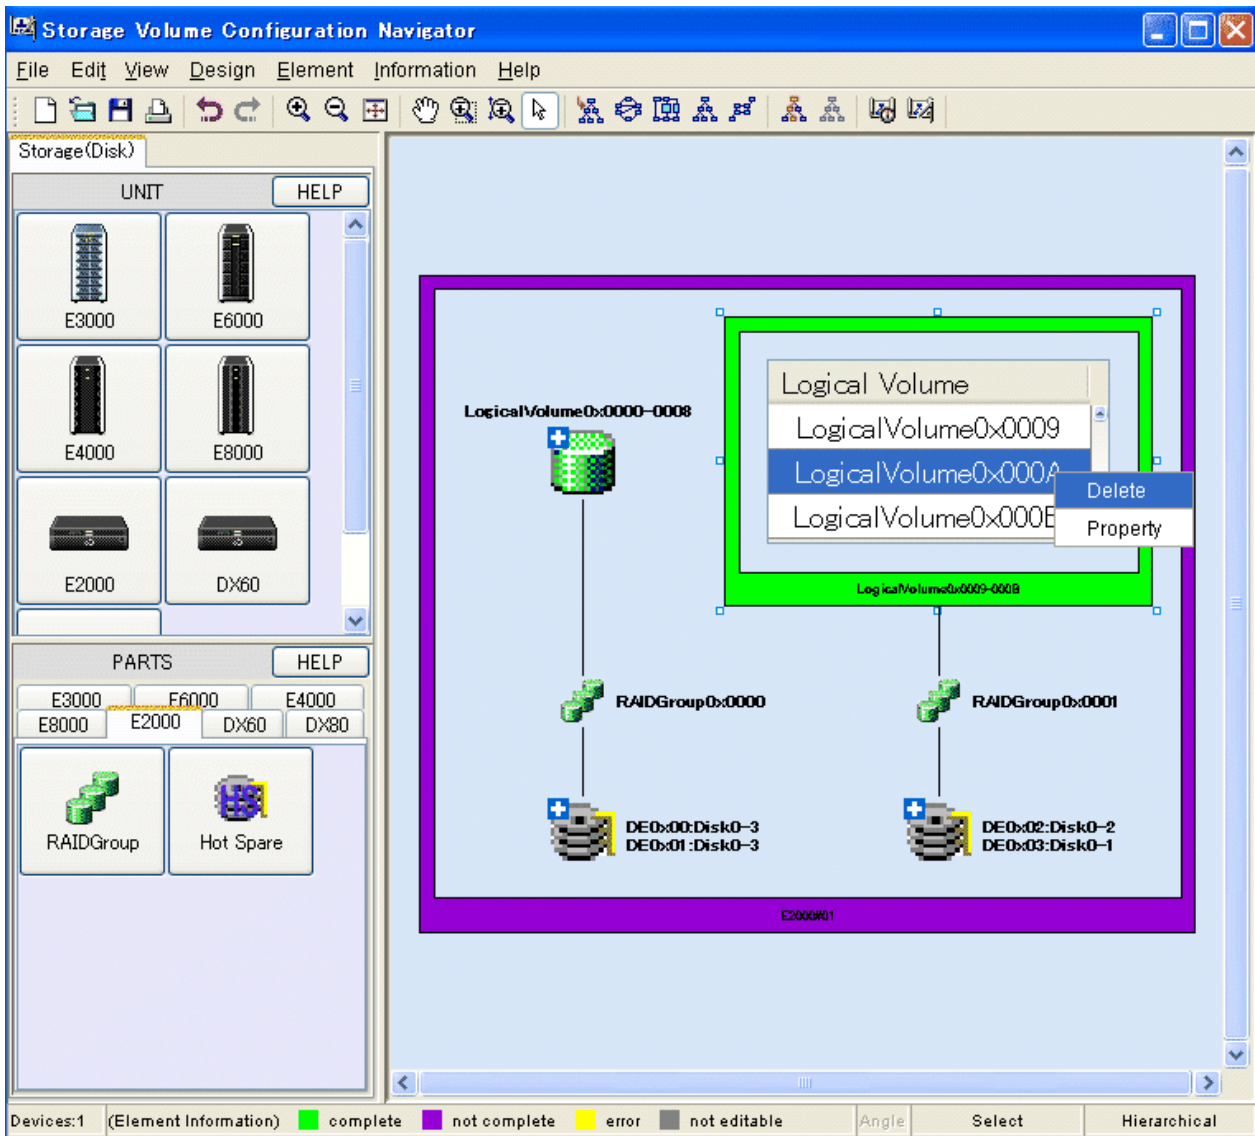 Storage Volume Configuration Navigator
File Edit View Design Element Information Help
Storage(Disk)
UNIT HELP
E3000 E6000
E4000 E8000
E2000 DX60
PARTS HELP
E3000 E6000 E4000
E8000 E2000 DX60 DX80
HS
RAIDGroup Hot Spare
LogicalVolume0x0000-0008
Logical Volume
LogicalVolume0x0009
LogicalVolume0x000A
LogicalVolume0x000B
Delete
Property
LogicalVolume0x0009-000B
RAIDGroup0x0000
RAIDGroup0x0001
DE0x00:Disk0-3
DE0x01:Disk0-3
DE0x02:Disk0-2
DE0x03:Disk0-1
E2000#01
Devices:1 (Element Information) complete not complete error not editable Angle Select Hierarchical